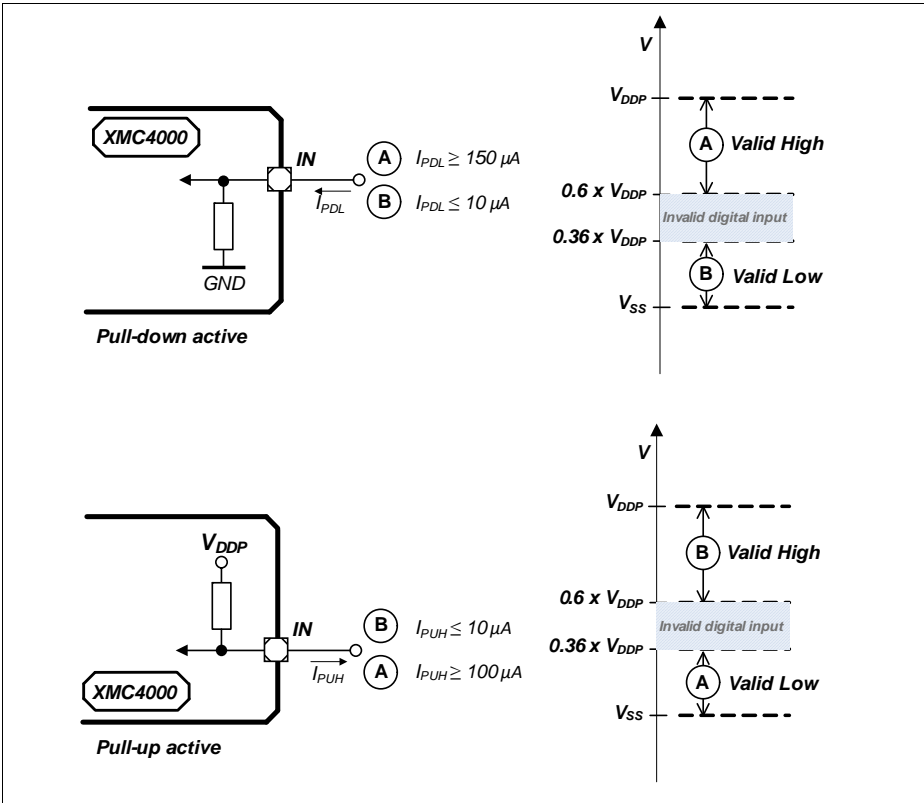 XMC4000
IN
A I_PDL ≥ 150 µA
I_PDL
B I_PDL ≤ 10 µA
GND
Pull-down active
V
V_DDP
A Valid High
0.6 x V_DDP
Invalid digital input
0.36 x V_DDP
B Valid Low
V_SS
V_DDP
IN
B I_PUH ≤ 10 µA
I_PUH
A I_PUH ≥ 100 µA
XMC4000
Pull-up active
V
V_DDP
B Valid High
0.6 x V_DDP
Invalid digital input
0.36 x V_DDP
A Valid Low
V_SS